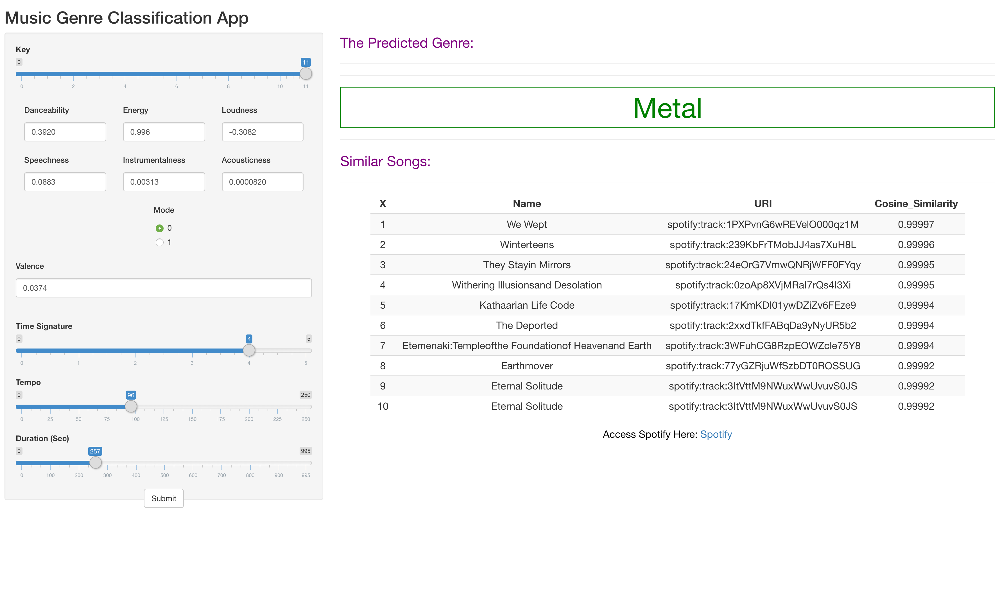 Music Genre Classification App
Key
0 11
0 2 4 6 8 10 11
Danceability Energy Loudness
0.3920 0.996 -0.3082
Speechness Instrumentalness Acousticness
0.0883 0.00313 0.0000820
Mode
0
1
Valence
0.0374
Time Signature
0 4 5
0 1 2 3 4 5
Tempo
0 96 250
0 25 50 75 100 125 150 175 200 225 250
Duration (Sec)
0 257 995
0 100 200 300 400 500 600 700 800 900 995
Submit
The Predicted Genre:
Metal
Similar Songs:
X Name URI Cosine_Similarity
1 We Wept spotify:track:1PXPvnG6wREVelO000qz1M 0.99997
2 Winterteens spotify:track:239KbFrTMobJJ4as7XuH8L 0.99996
3 They Stayin Mirrors spotify:track:24eOrG7VmwQNRjWFF0FYqy 0.99995
4 Withering Illusionsand Desolation spotify:track:0zoAp8XVjMRaI7rQs4I3Xi 0.99995
5 Kathaarian Life Code spotify:track:17KmKDI01ywDZiZv6FEze9 0.99994
6 The Deported spotify:track:2xxdTkfFABqDa9yNyUR5b2 0.99994
7 Etemenaki:Templeofthe Foundationof Heavenand Earth spotify:track:3WFuhCG8RzpEOWZcle75Y8 0.99994
8 Earthmover spotify:track:77yGZRjuWfSzbDT0ROSSUG 0.99992
9 Eternal Solitude spotify:track:3ItVttM9NWuxWwUvuvS0JS 0.99992
10 Eternal Solitude spotify:track:3ItVttM9NWuxWwUvuvS0JS 0.99992
Access Spotify Here: Spotify